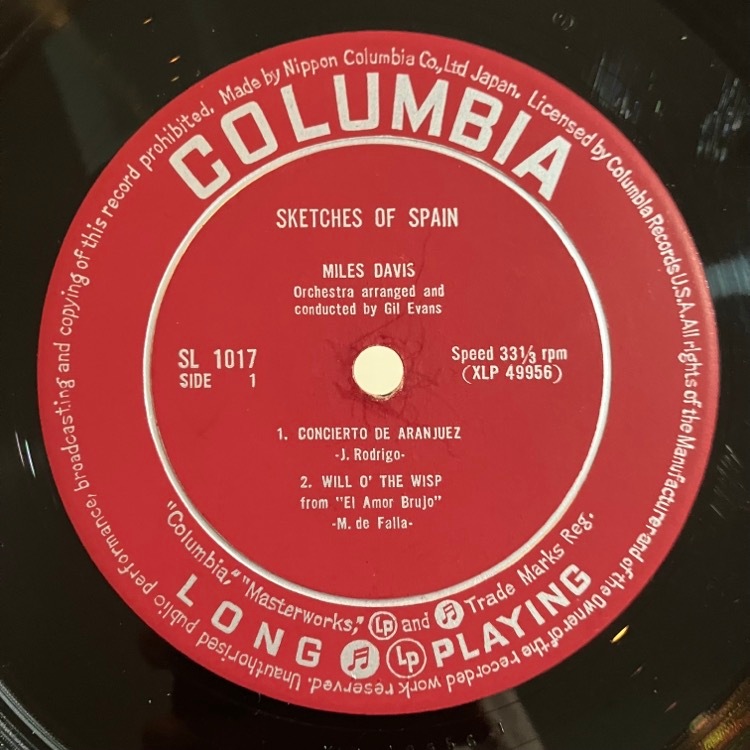 Made by Nippon Columbia Co., Ltd Japan. Licensed by Columbia Records U.S.A. All rights of the Manufacturer and of the Owner of the recorded work reserved. Unauthorised public performance, broadcasting and copying of this record prohibited.
COLUMBIA
SKETCHES OF SPAIN
MILES DAVIS
Orchestra arranged and
conducted by Gil Evans
SL 1017
SIDE 1
Speed 33 1/3 rpm
(XLP 49956)
1. CONCIERTO DE ARANJUEZ
-J. Rodrigo-
2. WILL O' THE WISP
from "El Amor Brujo"
-M. de Falla-
"Columbia," "Masterworks," Lp and Trade Marks Reg.
LONG Lp PLAYING